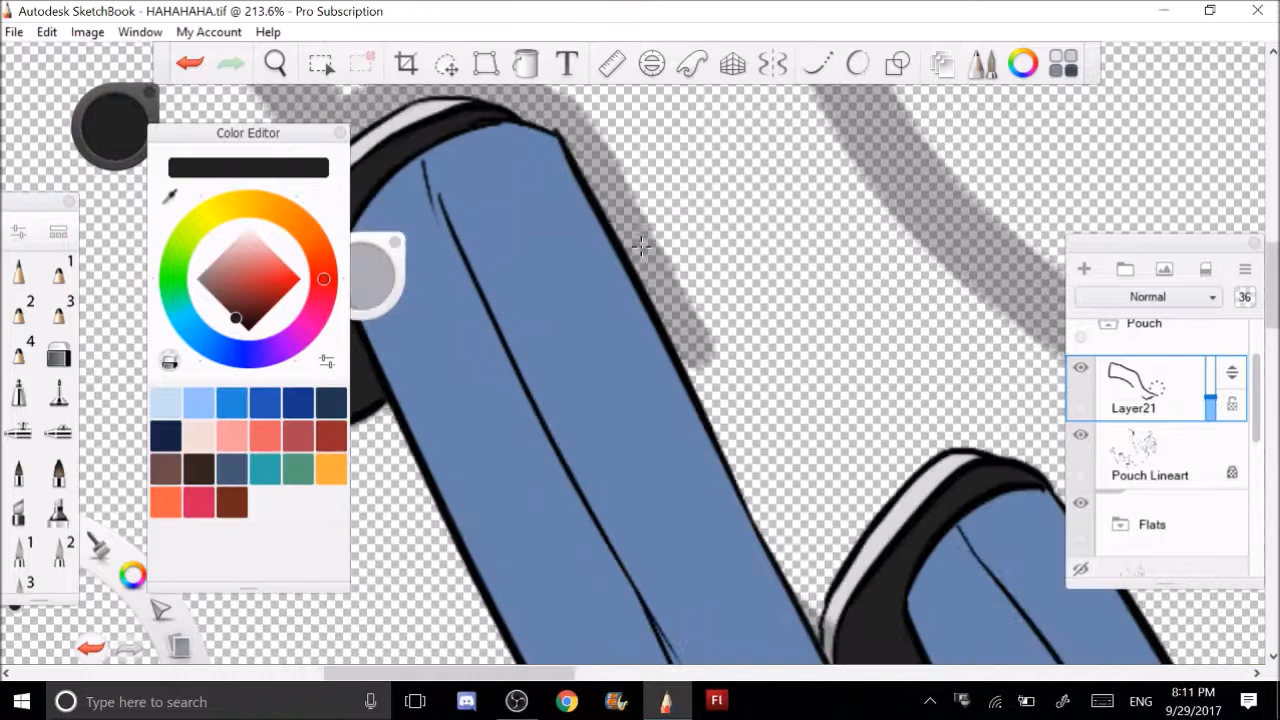 Autodesk SketchBook - HAHAHAHA.tif @ 213.6% - Pro Subscription
File Edit Image Window My Account Help
T
Color Editor
1
2 3
4
1 2
3
Normal 36
Pouch
Layer21
Pouch Lineart
Flats
Type here to search
Fl
ENG
8:11 PM
9/29/2017